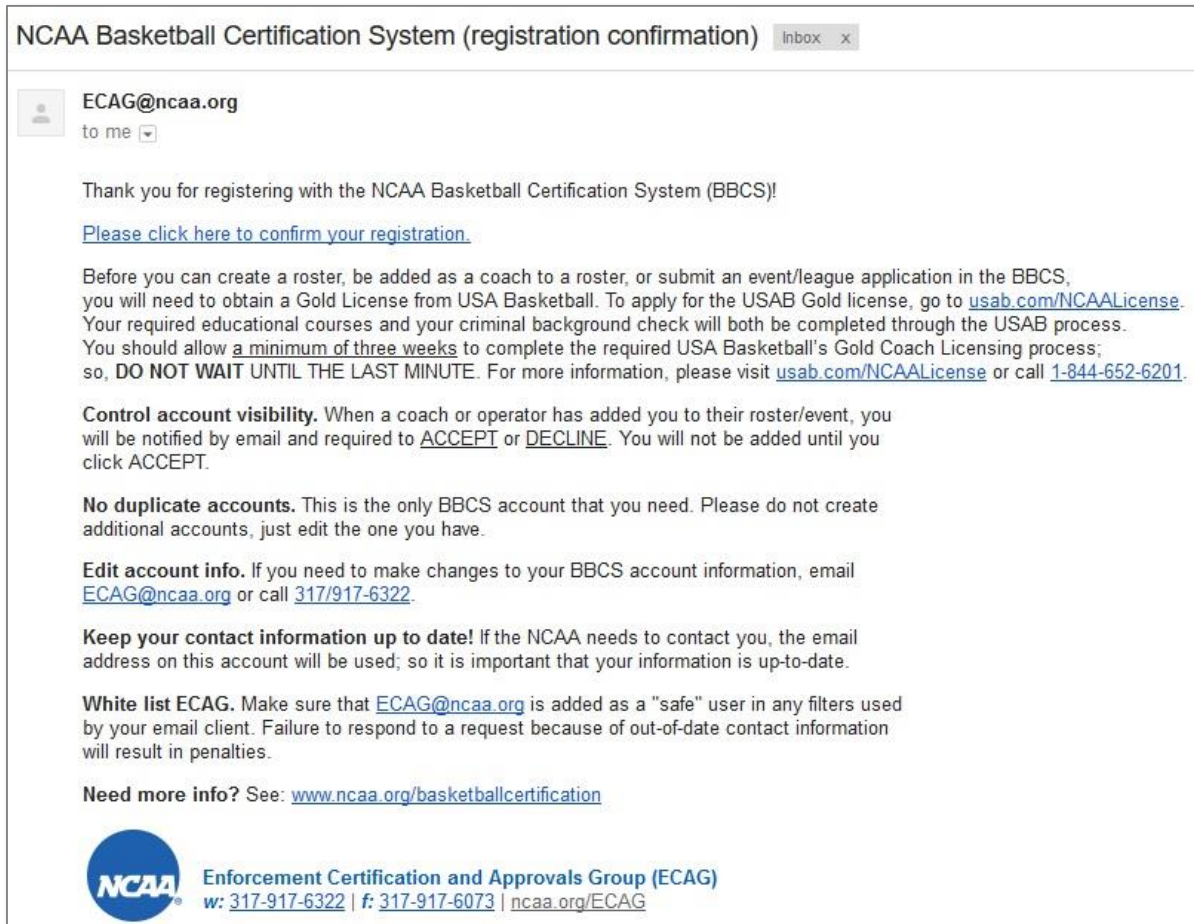 NCAA Basketball Certification System (registration confirmation) Inbox x
ECAG@ncaa.org
to me
Thank you for registering with the NCAA Basketball Certification System (BBCS)!
Please click here to confirm your registration.
Before you can create a roster, be added as a coach to a roster, or submit an event/league application in the BBCS,
you will need to obtain a Gold License from USA Basketball. To apply for the USAB Gold license, go to usab.com/NCAALicense.
Your required educational courses and your criminal background check will both be completed through the USAB process.
You should allow a minimum of three weeks to complete the required USA Basketball's Gold Coach Licensing process;
so, DO NOT WAIT UNTIL THE LAST MINUTE. For more information, please visit usab.com/NCAALicense or call 1-844-652-6201.
Control account visibility. When a coach or operator has added you to their roster/event, you
will be notified by email and required to ACCEPT or DECLINE. You will not be added until you
click ACCEPT.
No duplicate accounts. This is the only BBCS account that you need. Please do not create
additional accounts, just edit the one you have.
Edit account info. If you need to make changes to your BBCS account information, email
ECAG@ncaa.org or call 317/917-6322.
Keep your contact information up to date! If the NCAA needs to contact you, the email
address on this account will be used; so it is important that your information is up-to-date.
White list ECAG. Make sure that ECAG@ncaa.org is added as a "safe" user in any filters used
by your email client. Failure to respond to a request because of out-of-date contact information
will result in penalties.
Need more info? See: www.ncaa.org/basketballcertification
NCAA®
Enforcement Certification and Approvals Group (ECAG)
w: 317-917-6322 | f: 317-917-6073 | ncaa.org/ECAG